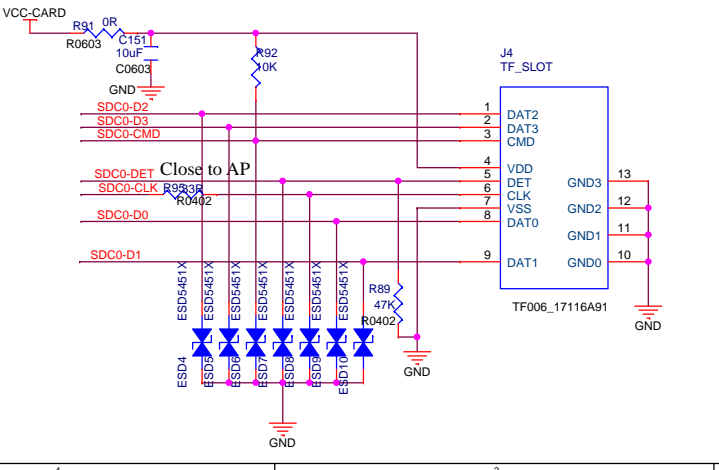 VCC-CARD
R91 0R
R0603
C151
10uF
C0603
GND
R92
10K
J4
TF_SLOT
SDC0-D2
SDC0-D3
SDC0-CMD
SDC0-DET
Close to AP
SDC0-CLK R95 33R
R0402
SDC0-D0
SDC0-D1
1 DAT2
2 DAT3
3 CMD
4 VDD
5 DET
6 CLK
7 VSS
8 DAT0
9 DAT1
13 GND3
12 GND2
11 GND1
10 GND0
TF006_17116A91
GND
ESD5451X
ESD5451X
ESD5451X
ESD5451X
ESD5451X
ESD5451X
ESD5451X
ESD4
ESD5
ESD6
ESD7
ESD8
ESD9
ESD10
R89
47K
R0402
GND
GND